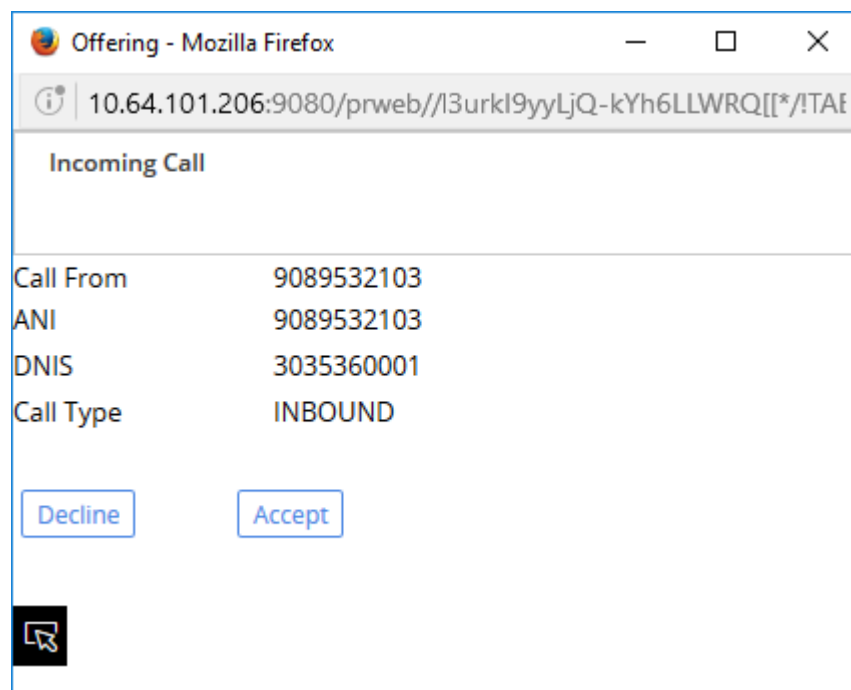 Offering - Mozilla Firefox
10.64.101.206:9080/prweb//l3urkI9yyLjQ-kYh6LLWRQ[[*/!TAE
Incoming Call
Call From 9089532103
ANI 9089532103
DNIS 3035360001
Call Type INBOUND
Decline Accept